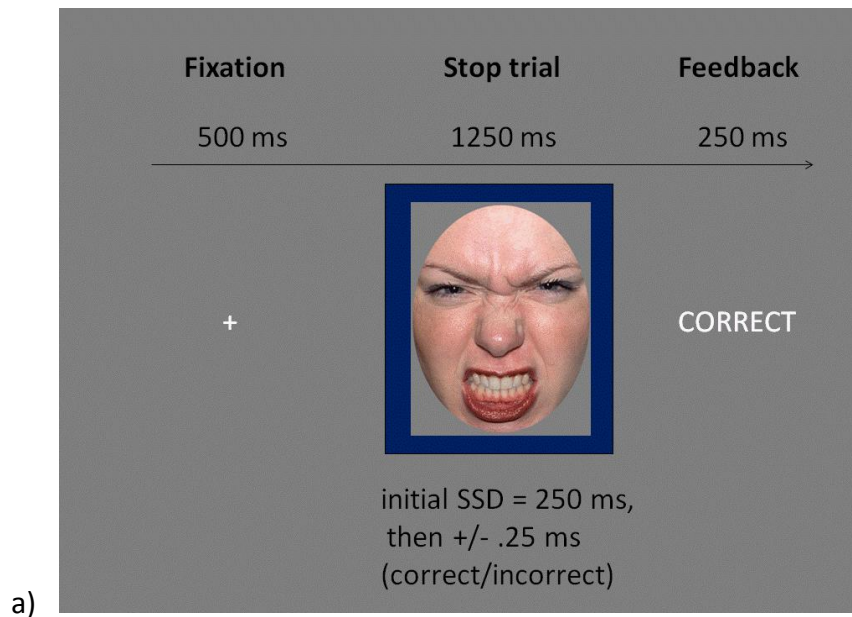 Fixation Stop trial Feedback
500 ms 1250 ms 250 ms
+ CORRECT
initial SSD = 250 ms,
then +/- .25 ms
(correct/incorrect)
a)